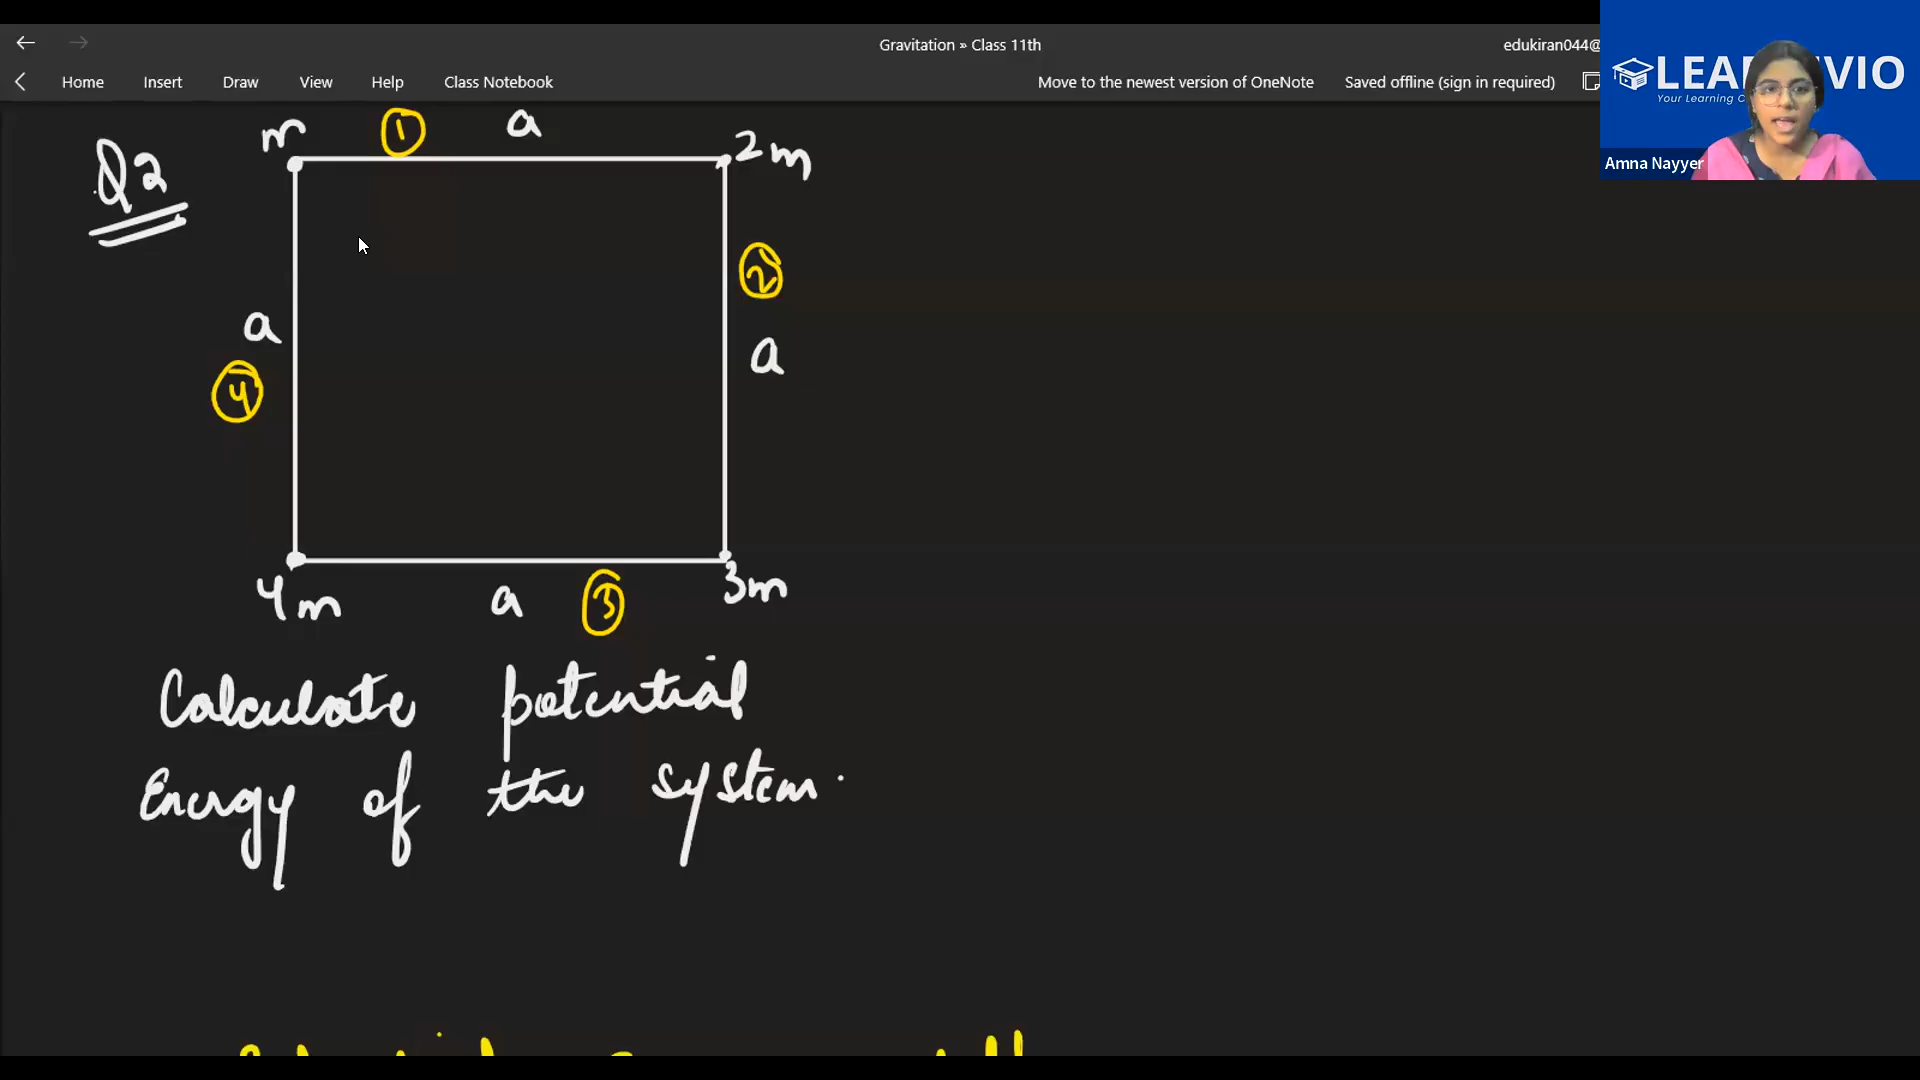 Gravitation » Class 11th
edukiran044@
Home Insert Draw View Help Class Notebook
Move to the newest version of OneNote Saved offline (sign in required)
Your Learning C
Amna Nayyer
Q2
m 1 a 2m
2
a a
4
4m a 3 3m
Calculate potential
Energy of the system.